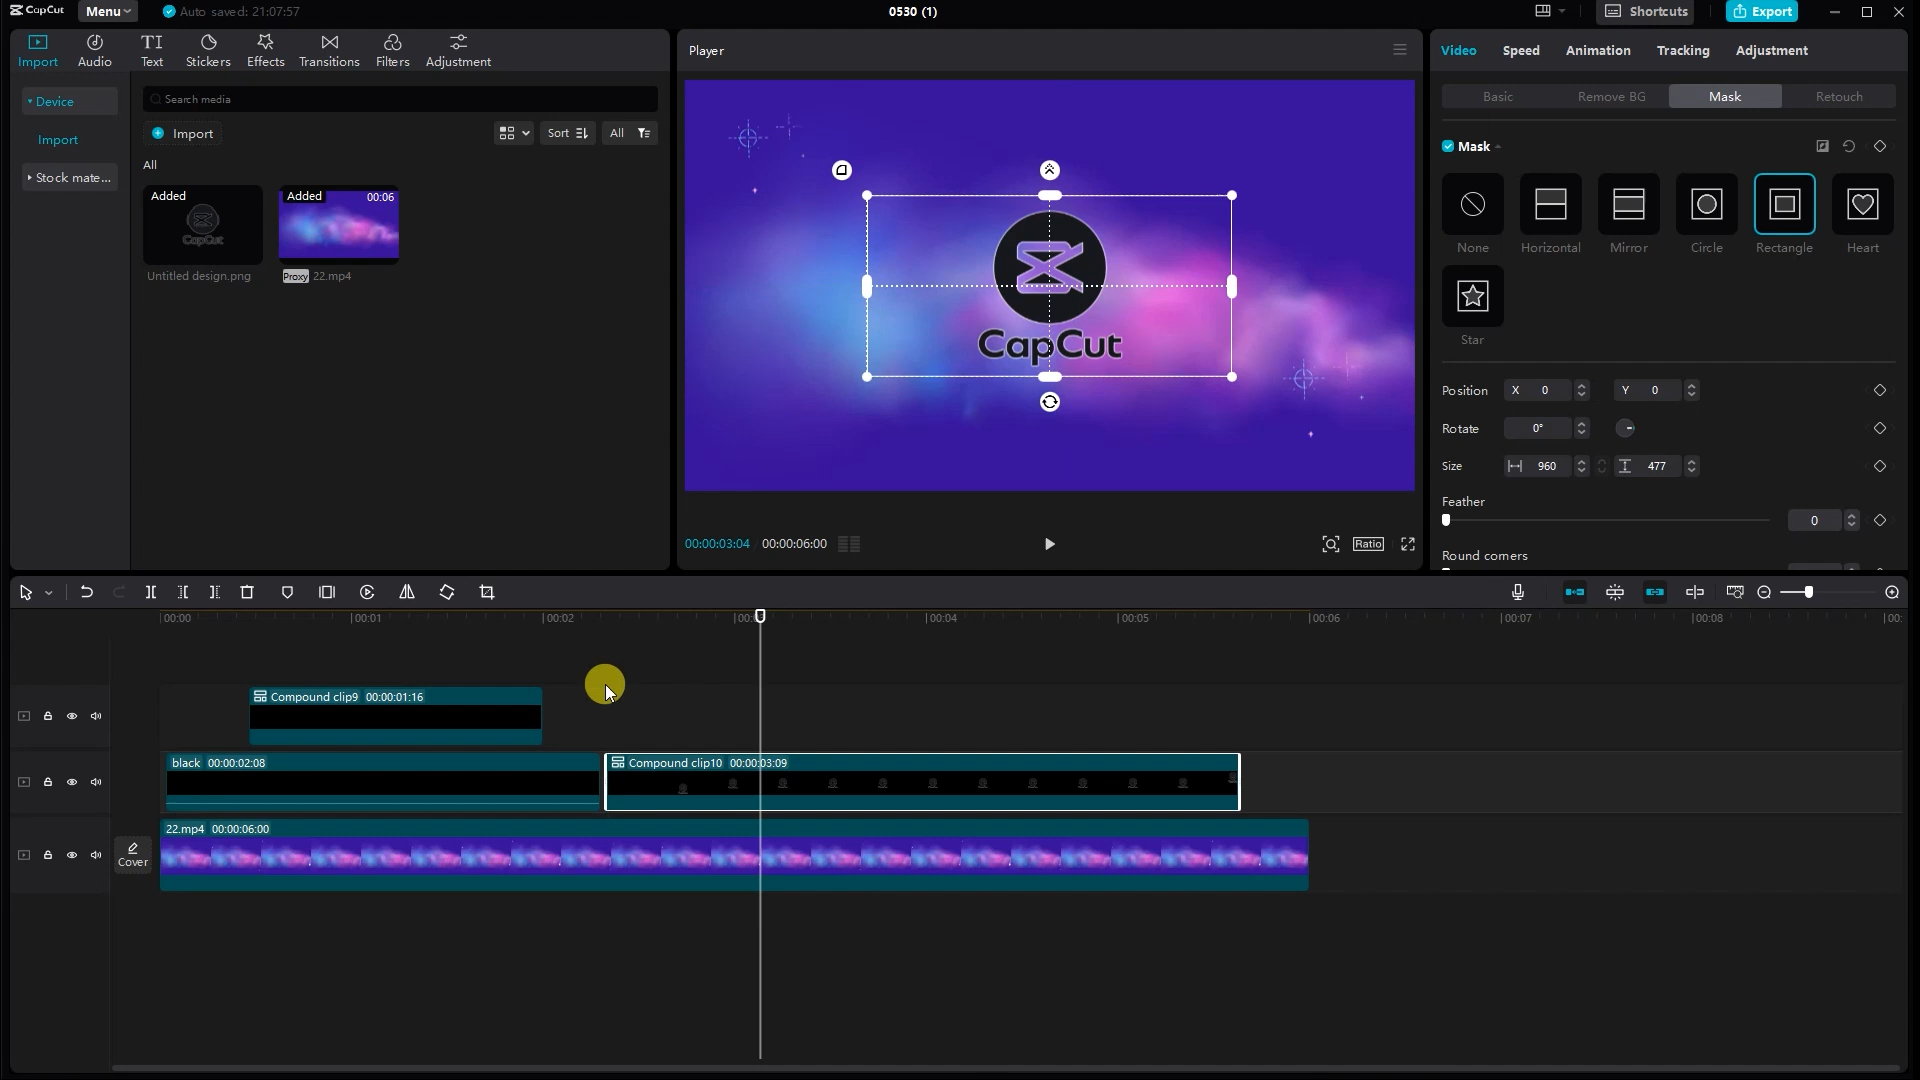 CapCut Menu Auto saved: 21:07:57 0530 (1) Shortcuts Export
Import Audio Text Stickers Effects Transitions Filters Adjustment
Device
Import
Stock mate...
Search media
Import Sort All
All
Added
CapCut
Untitled design.png
Added 00:06
Proxy 22.mp4
Player
CapCut
00:00:03:04 00:00:06:00 Ratio
Video Speed Animation Tracking Adjustment
Basic Remove BG Mask Retouch
Mask
None Horizontal Mirror Circle Rectangle Heart
Star
Position X 0 Y 0
Rotate 0°
Size 960 477
Feather
0
Round corners
00:00 00:01 00:02 00:04 00:05 00:06 00:07 00:08
Compound clip9 00:00:01:16
black 00:00:02:08 Compound clip10 00:00:03:09
Cover
22.mp4 00:00:06:00